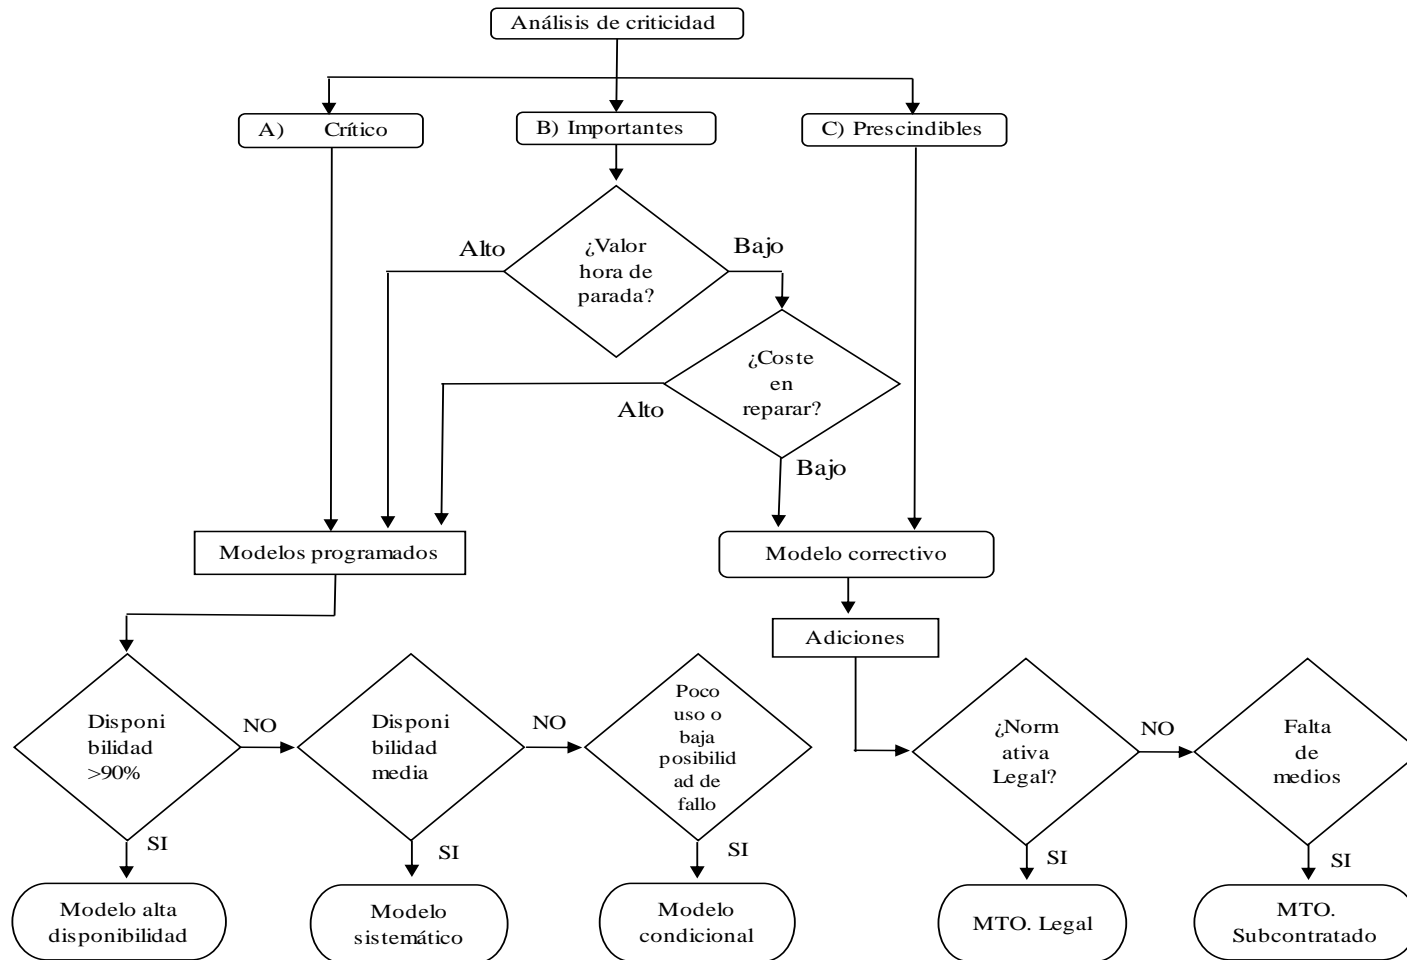 Análisis de criticidad
A) Crítico
B) Importantes
C) Prescindibles
¿Valor
hora de
parada?
Alto
Bajo
¿Coste
en
reparar?
Alto
Bajo
Modelos programados
Modelo correctivo
Adiciones
Disponi
bilidad
>90%
NO
Disponi
bilidad
media
NO
Poco
uso o
baja
posibilid
ad de
fallo
¿Norm
ativa
Legal?
NO
Falta
de
medios
SI
SI
SI
SI
SI
Modelo alta
disponibilidad
Modelo
sistemático
Modelo
condicional
MTO. Legal
MTO.
Subcontratado